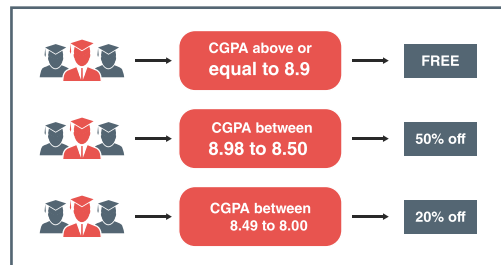 CGPA above or
equal to 8.9
FREE
CGPA between
8.98 to 8.50
50% off
CGPA between
8.49 to 8.00
20% off